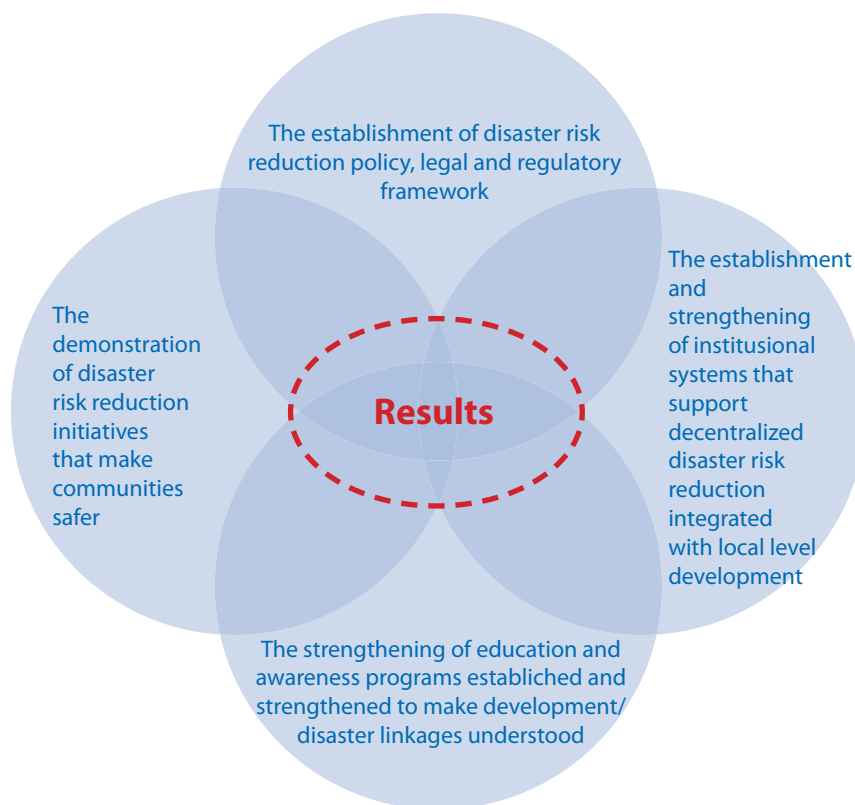 The establishment of disaster risk
reduction policy, legal and regulatory
framework
The
demonstration
of disaster
risk reduction
initiatives
that make
communities
safer
Results
The establishment
and
strengthening
of institusional
systems that
support
decentralized
disaster risk
reduction
integrated
with local level
development
The strengthening of education and
awareness programs establiched and
strengthened to make development/
disaster linkages understood